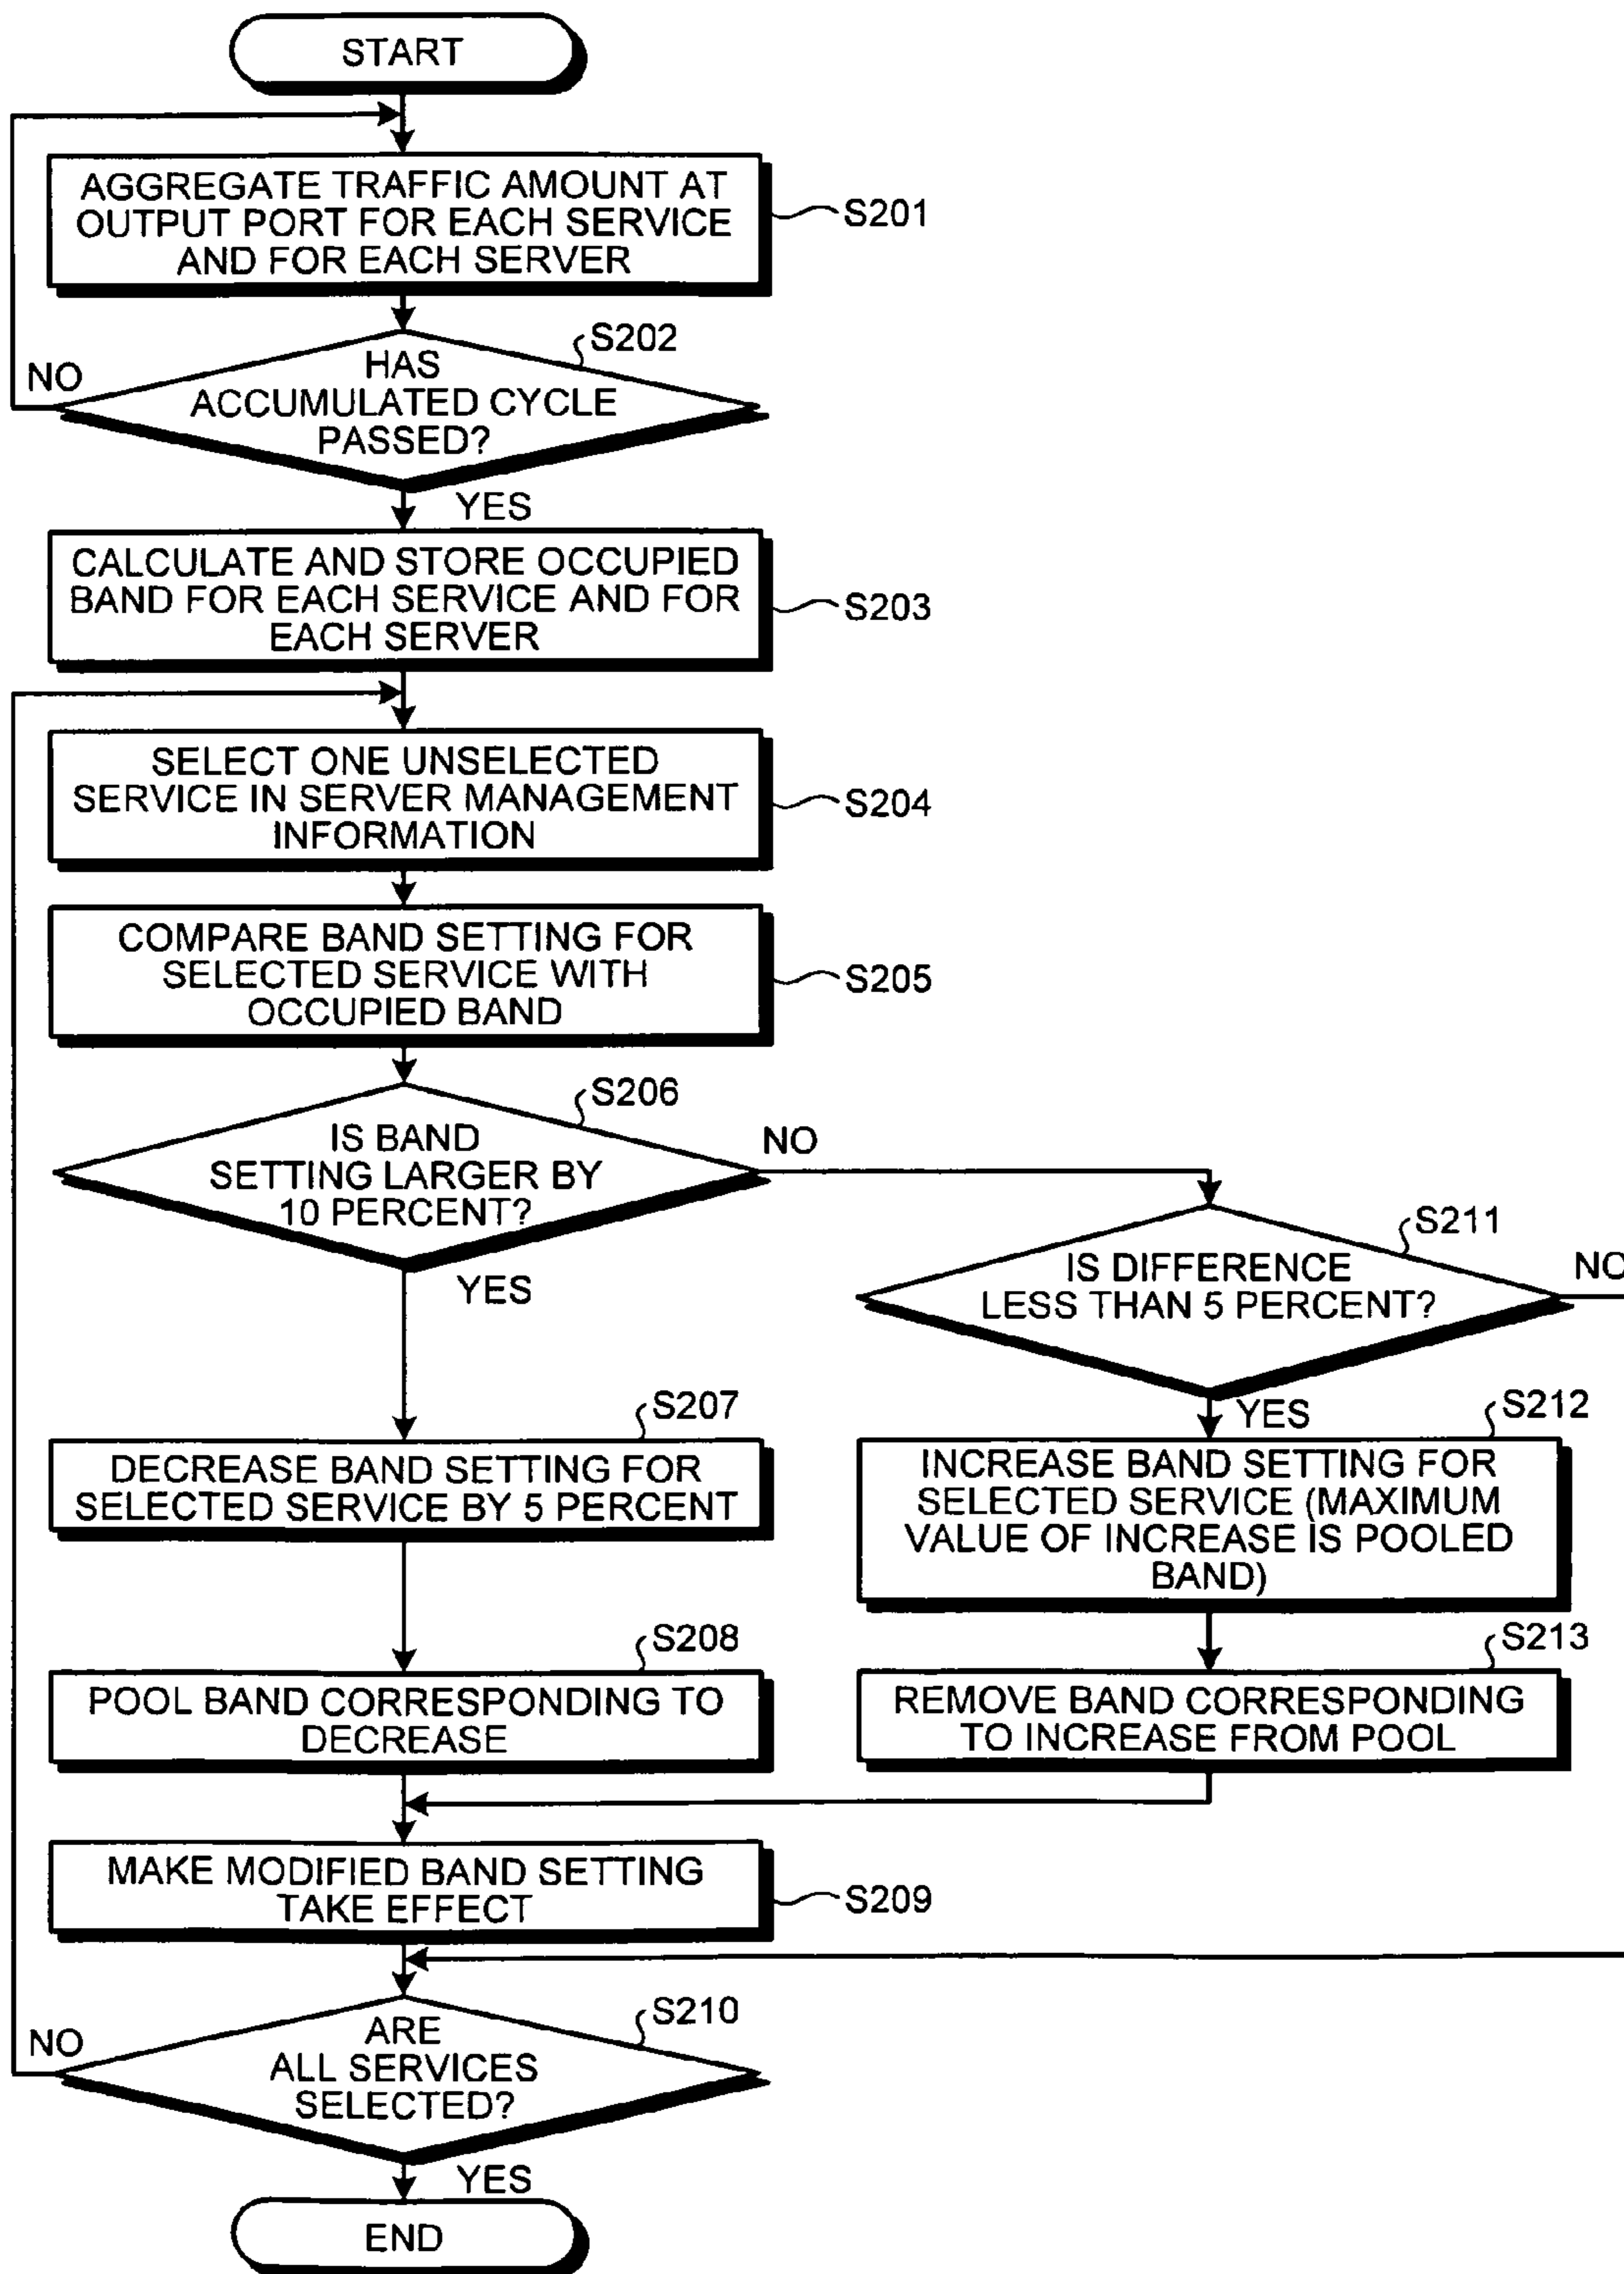 START
AGGREGATE TRAFFIC AMOUNT AT
OUTPUT PORT FOR EACH SERVICE
AND FOR EACH SERVER
S201
S202
HAS
ACCUMULATED CYCLE
PASSED?
NO
YES
CALCULATE AND STORE OCCUPIED
BAND FOR EACH SERVICE AND FOR
EACH SERVER
S203
SELECT ONE UNSELECTED
SERVICE IN SERVER MANAGEMENT
INFORMATION
S204
COMPARE BAND SETTING FOR
SELECTED SERVICE WITH
OCCUPIED BAND
S205
S206
IS BAND
SETTING LARGER BY
10 PERCENT?
NO
YES
S211
IS DIFFERENCE
LESS THAN 5 PERCENT?
NO
YES
S207
DECREASE BAND SETTING FOR
SELECTED SERVICE BY 5 PERCENT
S212
INCREASE BAND SETTING FOR
SELECTED SERVICE (MAXIMUM
VALUE OF INCREASE IS POOLED
BAND)
S208
POOL BAND CORRESPONDING TO
DECREASE
S213
REMOVE BAND CORRESPONDING
TO INCREASE FROM POOL
MAKE MODIFIED BAND SETTING
TAKE EFFECT
S209
S210
ARE
ALL SERVICES
SELECTED?
NO
YES
END